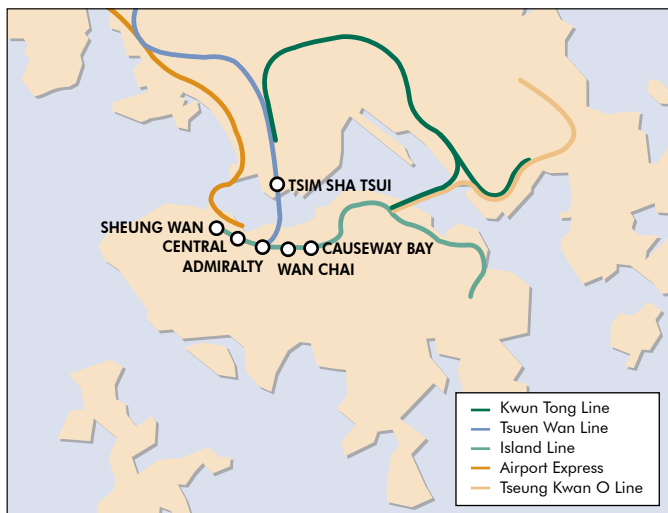 TSIM SHA TSUI
SHEUNG WAN
CENTRAL
ADMIRALTY
WAN CHAI
CAUSEWAY BAY
Kwun Tong Line
Tsuen Wan Line
Island Line
Airport Express
Tseung Kwan O Line